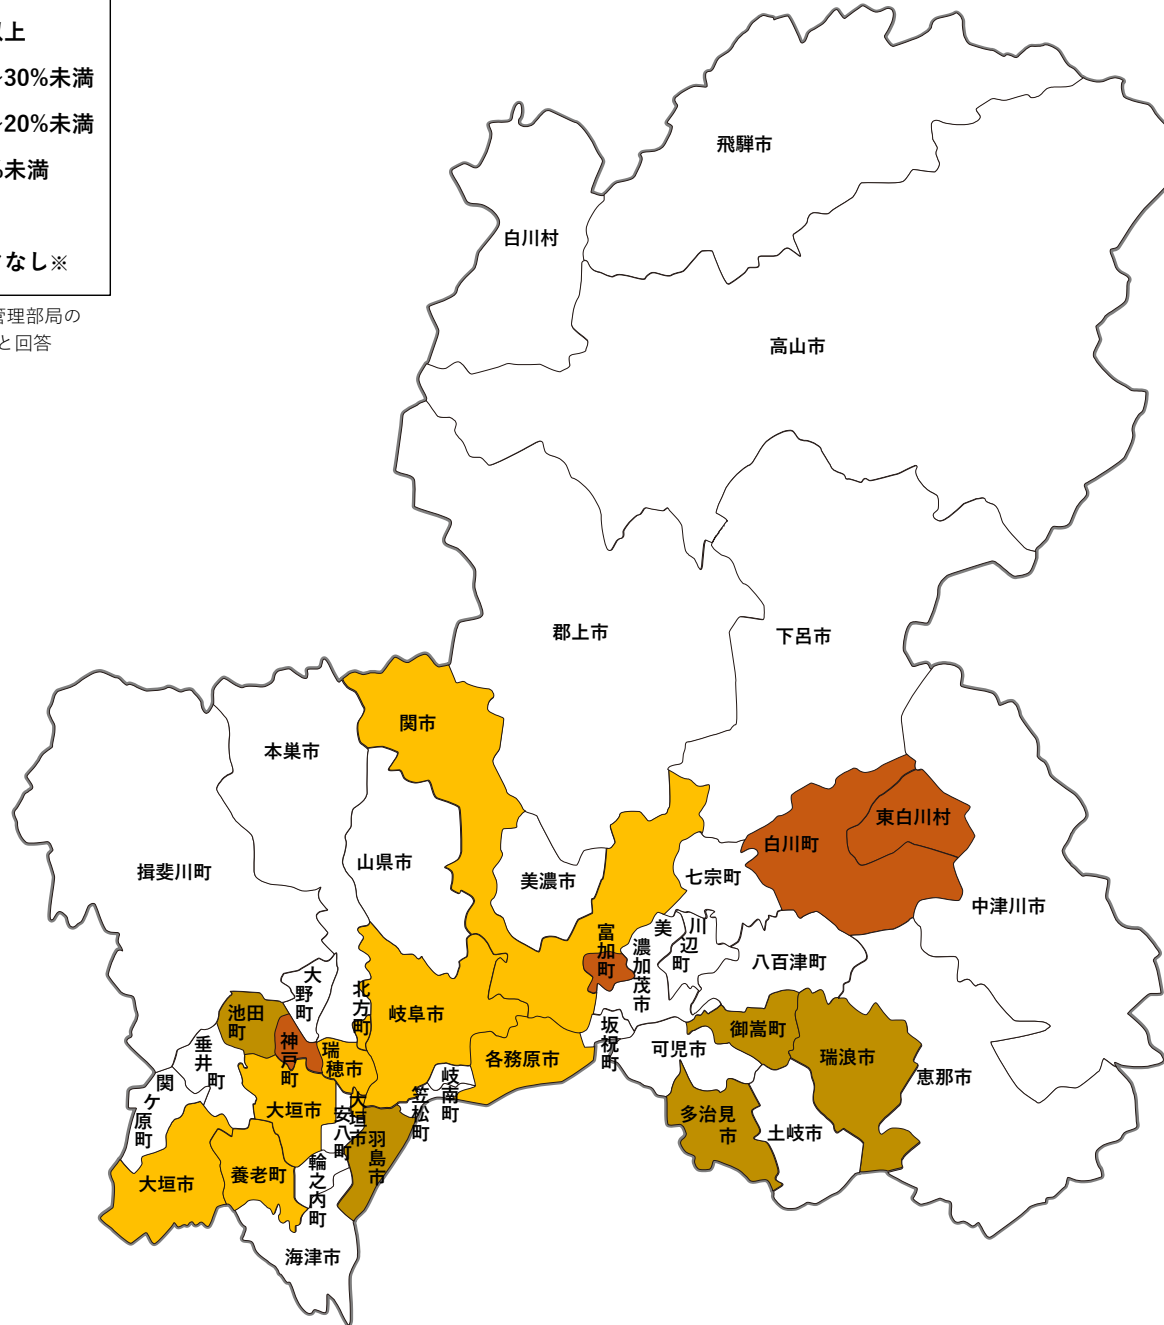 以上
~30%未満
~20%未満
%未満
なし※
管理部局の
と回答
飛騨市
白川村
高山市
郡上市
下呂市
関市
本巣市
東白川村
白川町
山県市
揖斐川町
美濃市
七宗町
中津川市
富加町
美濃加茂市
川辺町
八百津町
大野町
北方町
岐阜市
池田町
神戸町
瑞穂市
垂井町
坂祝町
可児市
御嵩町
瑞浪市
各務原市
恵那市
関ケ原町
岐南町
笠松町
大垣市
安八町
大垣市
羽島市
多治見市
土岐市
大垣市
養老町
輪之内町
海津市